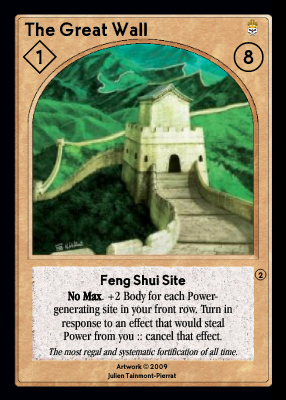 The Great Wall
1
8
2
Feng Shui Site
No Max. +2 Body for each Power-
generating site in your front row. Turn in
response to an effect that would steal
Power from you :: cancel that effect.
The most regal and systematic fortification of all time.
Artwork © 2009
Julien Tainmont-Pierrat